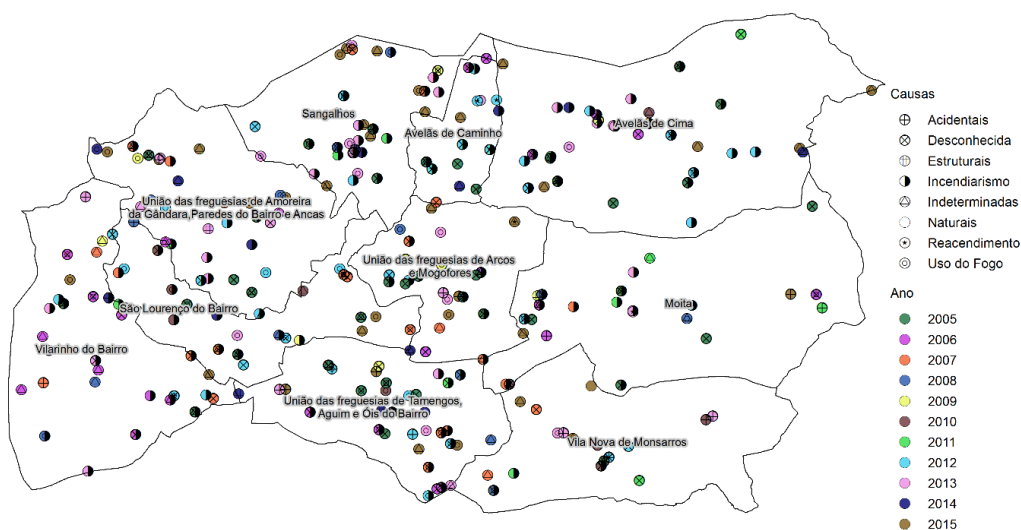 Sangalhos
Avelãs de Caminho
Avelãs de Cima
União das freguesias de Amoreira
da Gândara,Paredes do Bairro e Ancas
União das freguesias de Arcos
e Mogofores
São Lourenço do Bairro
Moita
Vilarinho do Bairro
União das freguesias de Tamengos,
Aguim e Óis do Bairro
Vila Nova de Monsarros
Causas
Acidentais
Desconhecida
Estruturais
Incendiarismo
Indeterminadas
Naturais
Reacendimento
Uso do Fogo
Ano
2005
2006
2007
2008
2009
2010
2011
2012
2013
2014
2015